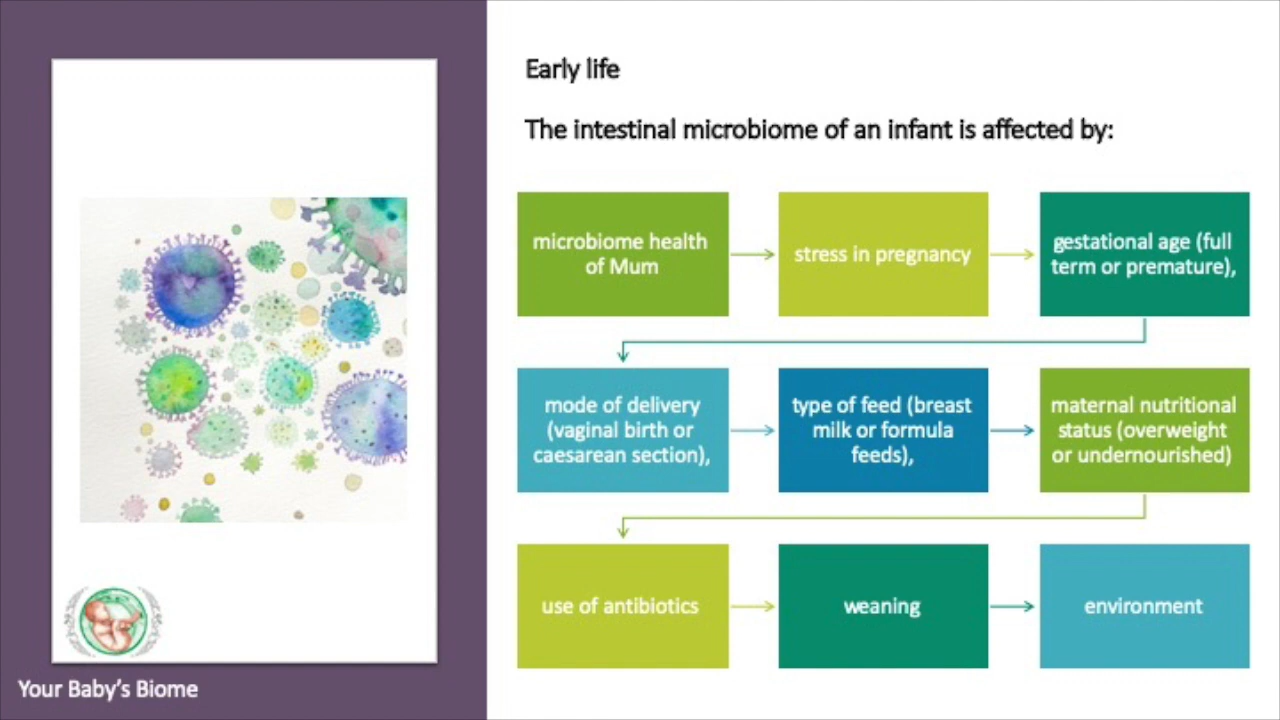 Early life
The intestinal microbiome of an infant is affected by:
microbiome health
of Mum
stress in pregnancy
gestational age (full
term or premature),
mode of delivery
(vaginal birth or
caesarean section),
type of feed (breast
milk or formula
feeds),
maternal nutritional
status (overweight
or undernourished)
use of antibiotics
weaning
environment
Your Baby's Biome